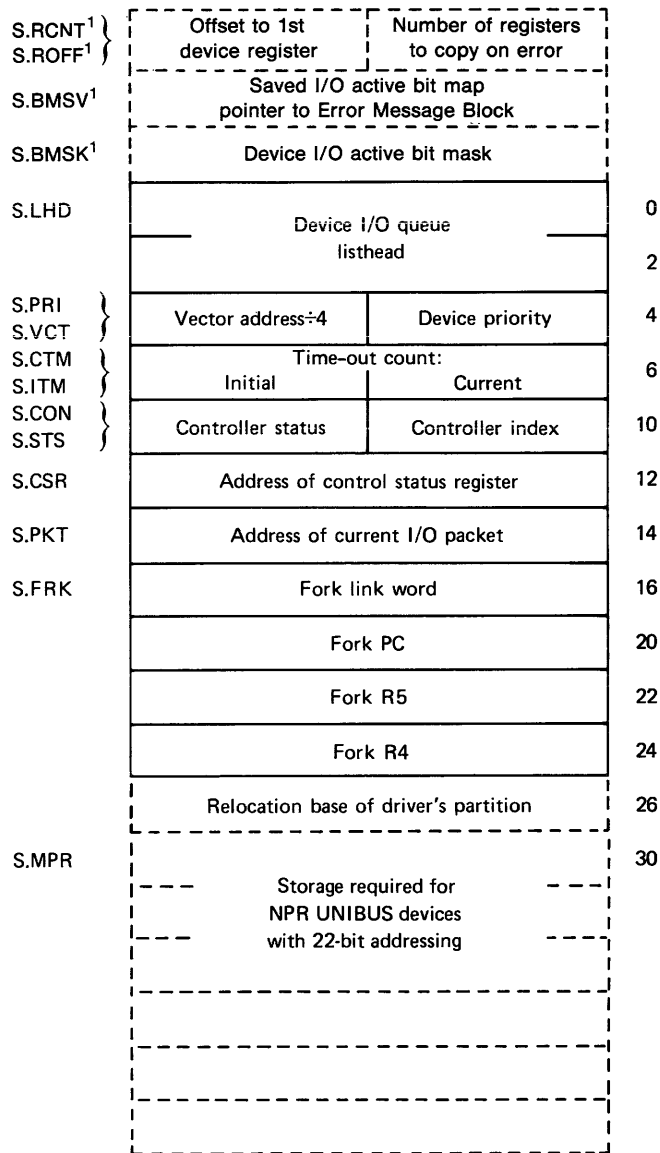 S.RCNT¹ } Offset to 1st Number of registers
S.ROFF¹ device register to copy on error
S.BMSV¹ Saved I/O active bit map
pointer to Error Message Block
S.BMSK¹ Device I/O active bit mask
S.LHD 0
Device I/O queue
listhead
2
S.PRI } Vector address÷4 Device priority 4
S.VCT
S.CTM } Time-out count: 6
S.ITM Initial Current
S.CON } Controller status Controller index 10
S.STS
S.CSR Address of control status register 12
S.PKT Address of current I/O packet 14
S.FRK Fork link word 16
Fork PC 20
Fork R5 22
Fork R4 24
Relocation base of driver's partition 26
S.MPR 30
Storage required for
NPR UNIBUS devices
with 22-bit addressing